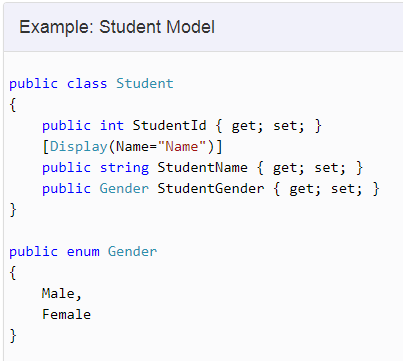 Example: Student Model
public class Student
{
    public int StudentId { get; set; }
    [Display(Name="Name")]
    public string StudentName { get; set; }
    public Gender StudentGender { get; set; }
}
public enum Gender
{
    Male,
    Female
}